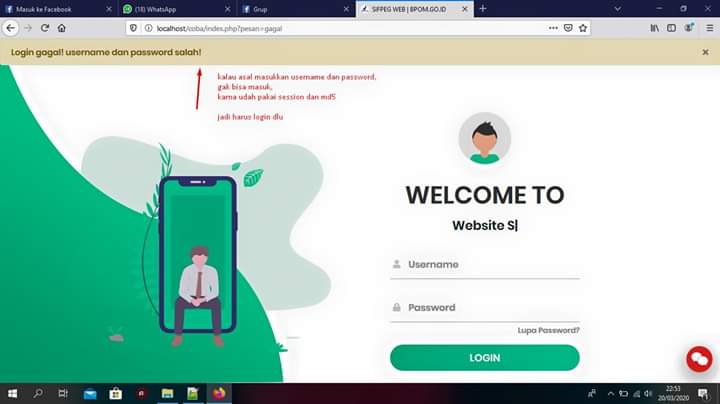 Masuk ke Facebook
(18) WhatsApp
Grup
SIFPEG WEB | BPOM.GO.ID
localhost/coba/index.php?pesan=gagal
Login gagal! username dan password salah!
kalau asal masukkan username dan password,
gak bisa masuk,
karna udah pakai session dan md5
jadi harus login dlu
WELCOME TO
Website S|
Username
Password
Lupa Password?
LOGIN
22:53
20/03/2020